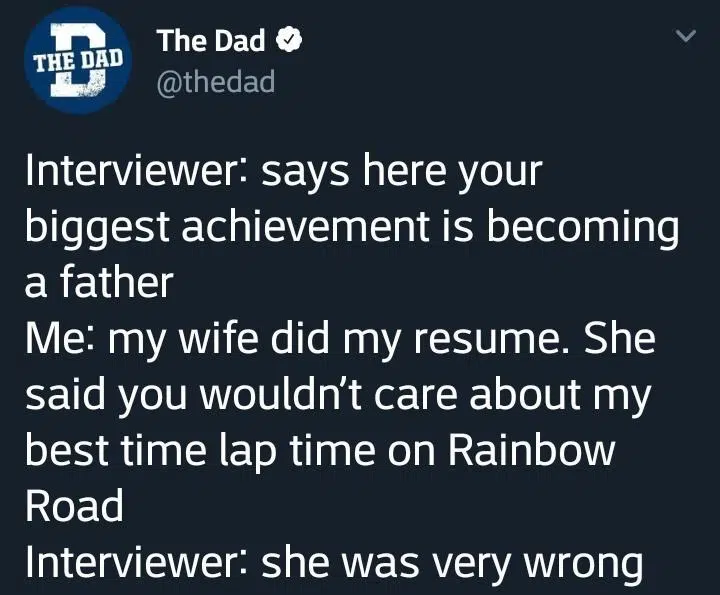 D
THE DAD
The Dad
@thedad
Interviewer: says here your
biggest achievement is becoming
a father
Me: my wife did my resume. She
said you wouldn't care about my
best time lap time on Rainbow
Road
Interviewer: she was very wrong